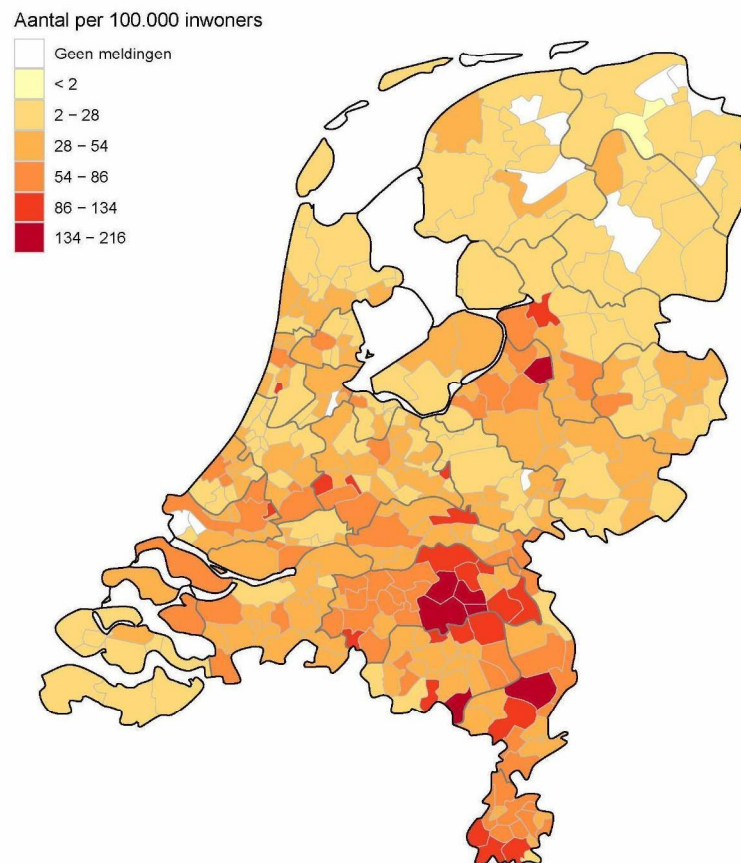 Aantal per 100.000 inwoners
Geen meldingen
< 2
2 – 28
28 – 54
54 – 86
86 – 134
134 – 216